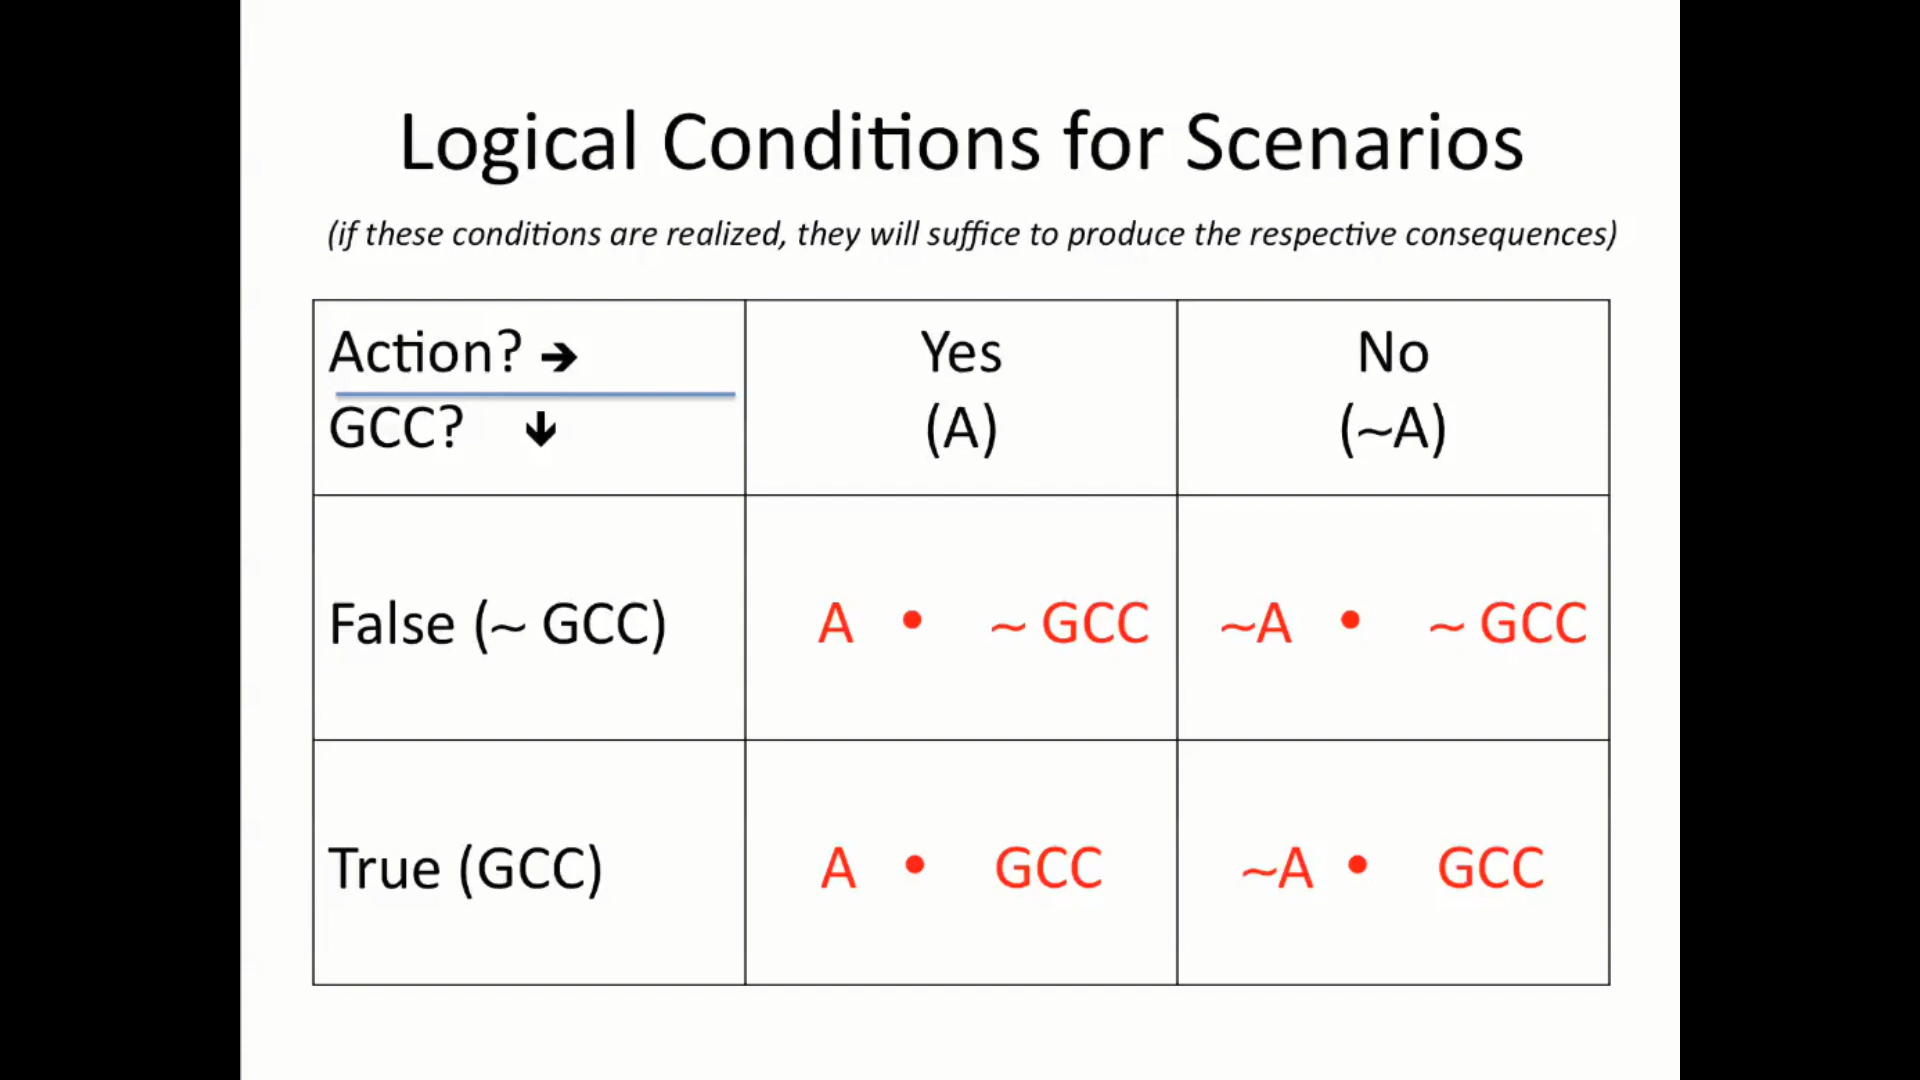 Logical Conditions for Scenarios
(if these conditions are realized, they will suffice to produce the respective consequences)
Action? ➔ Yes No
GCC? ↓ (A) (~A)
False (~ GCC) A • ~ GCC ~A • ~ GCC
True (GCC) A • GCC ~A • GCC